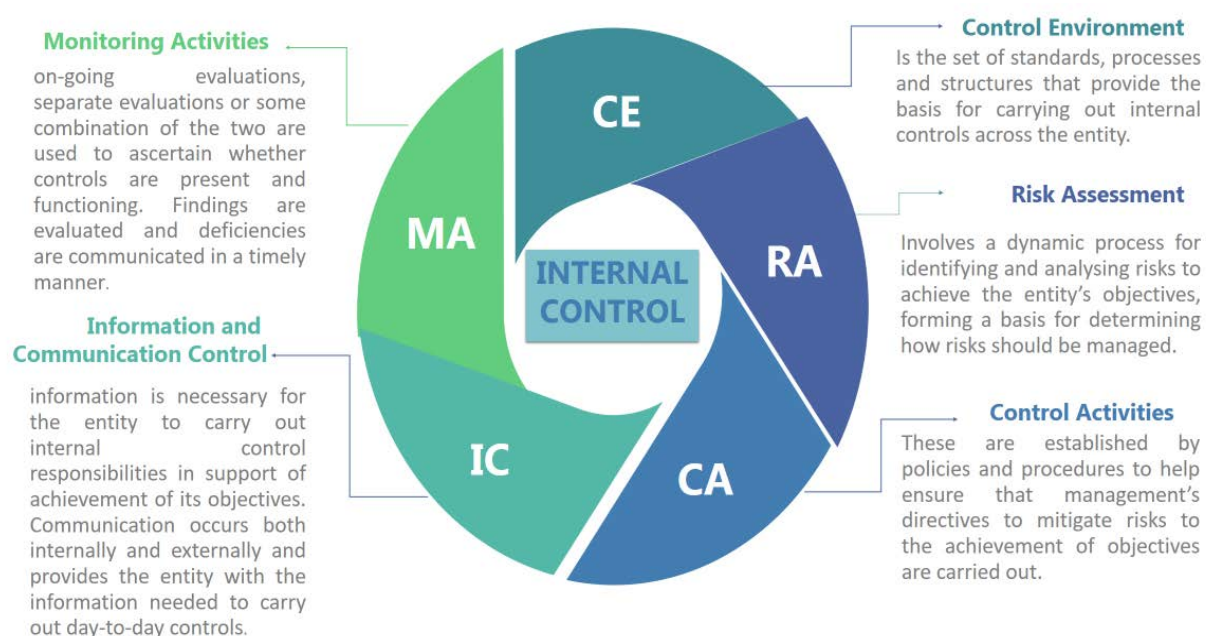 Monitoring Activities
on-going evaluations,
separate evaluations or some
combination of the two are
used to ascertain whether
controls are present and
functioning. Findings are
evaluated and deficiencies
are communicated in a timely
manner.
Information and
Communication Control
information is necessary for
the entity to carry out
internal control
responsibilities in support of
achievement of its objectives.
Communication occurs both
internally and externally and
provides the entity with the
information needed to carry
out day-to-day controls.
CE
MA
RA
INTERNAL
CONTROL
IC
CA
Control Environment
Is the set of standards, processes
and structures that provide the
basis for carrying out internal
controls across the entity.
Risk Assessment
Involves a dynamic process for
identifying and analysing risks to
achieve the entity's objectives,
forming a basis for determining
how risks should be managed.
Control Activities
These are established by
policies and procedures to help
ensure that management's
directives to mitigate risks to
the achievement of objectives
are carried out.